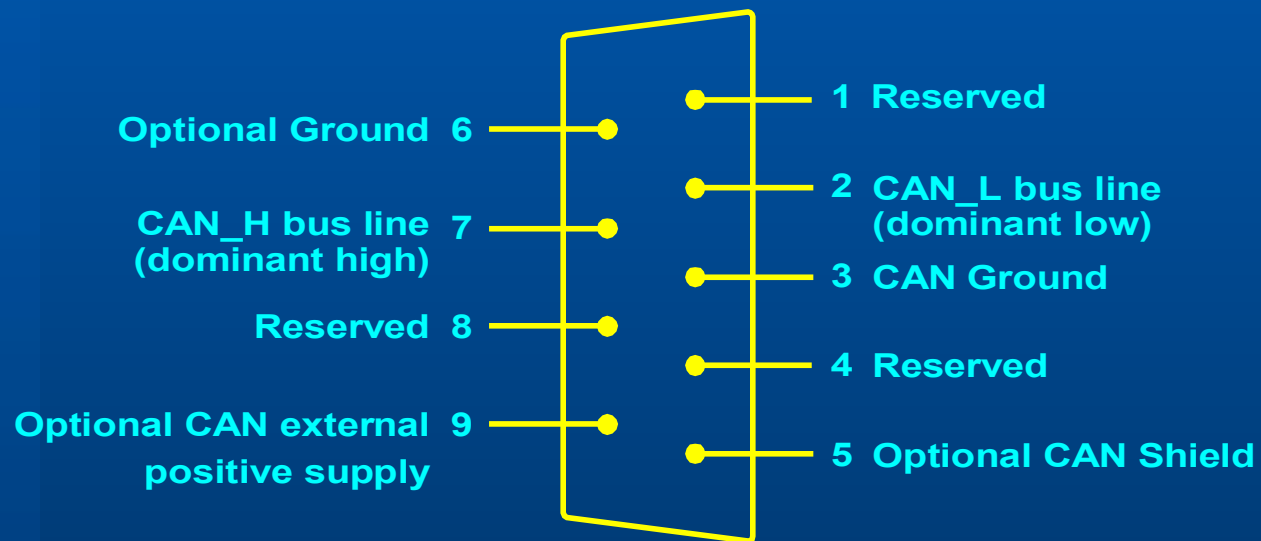 Optional Ground 6
CAN_H bus line 7
(dominant high)
Reserved 8
Optional CAN external 9
positive supply
1 Reserved
2 CAN_L bus line
(dominant low)
3 CAN Ground
4 Reserved
5 Optional CAN Shield